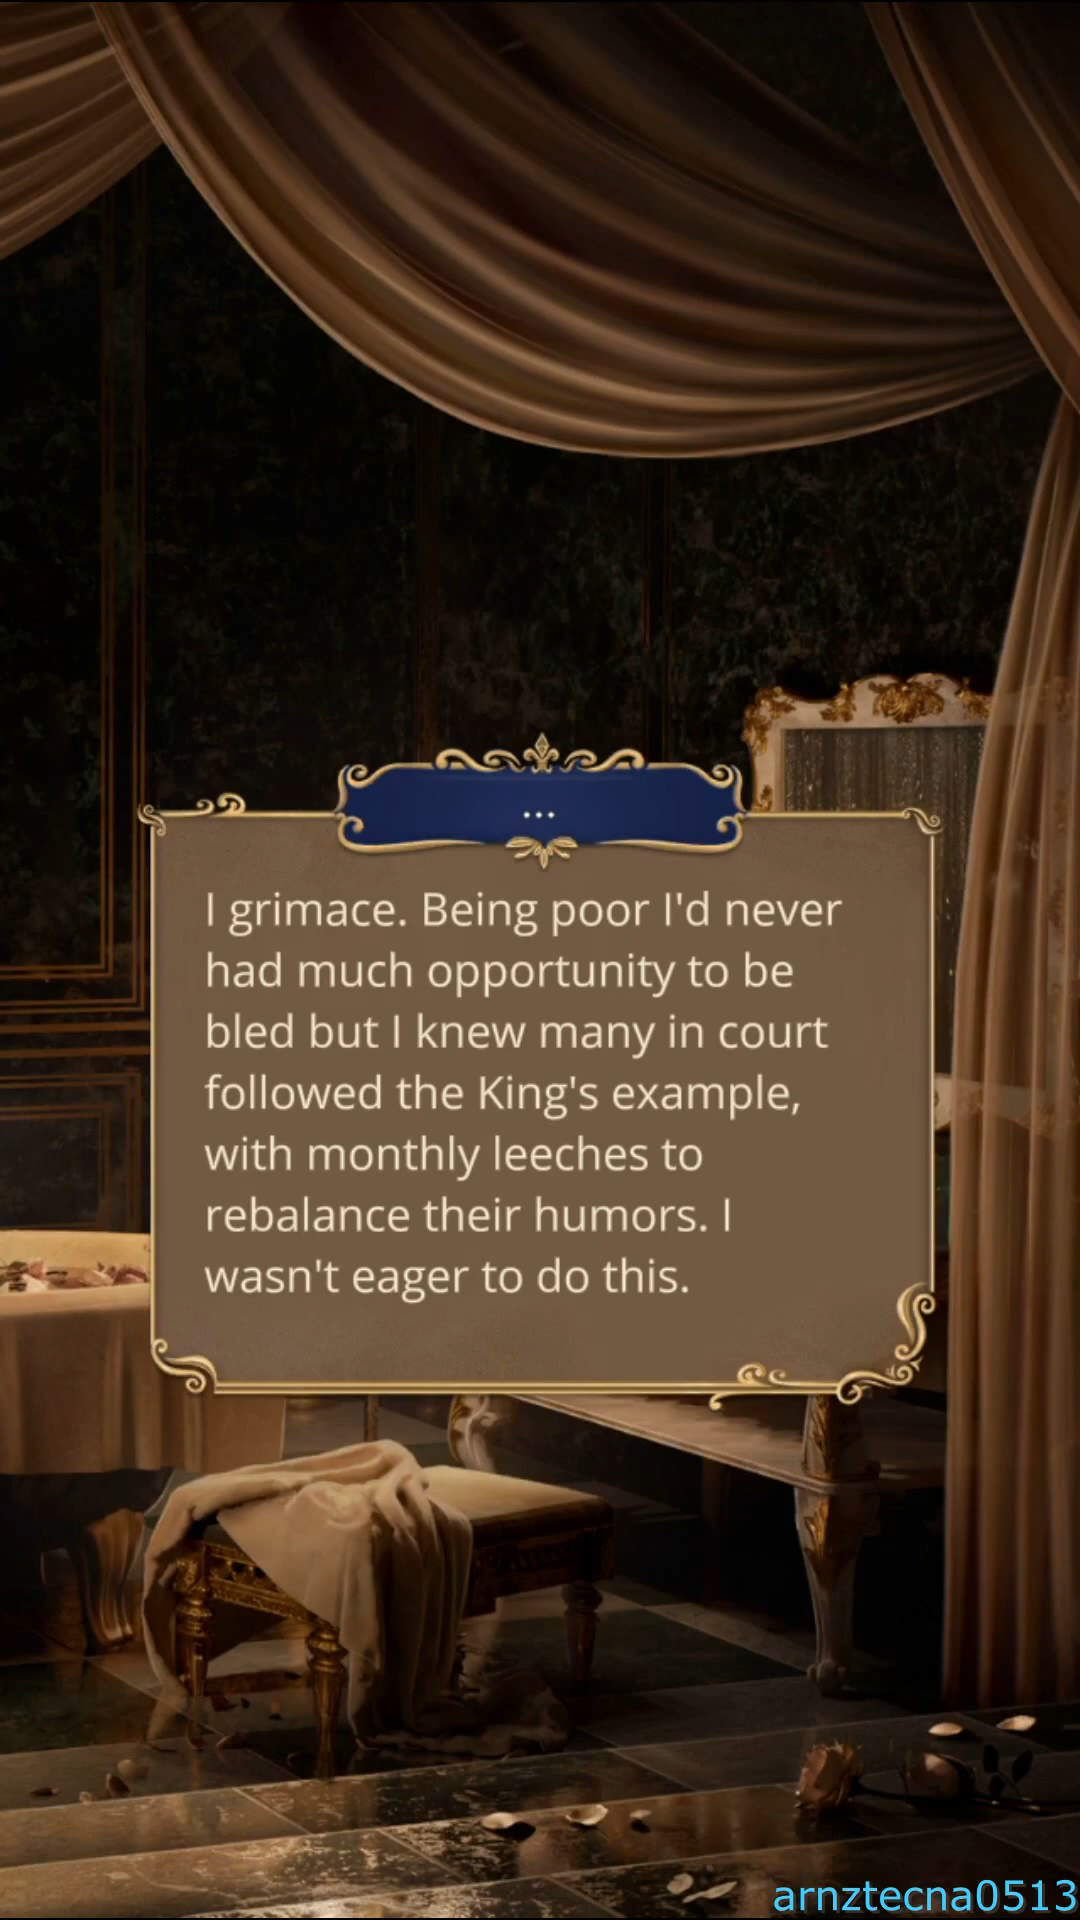 ...
I grimace. Being poor I'd never
had much opportunity to be
bled but I knew many in court
followed the King's example,
with monthly leeches to
rebalance their humors. I
wasn't eager to do this.
arnztecna0513